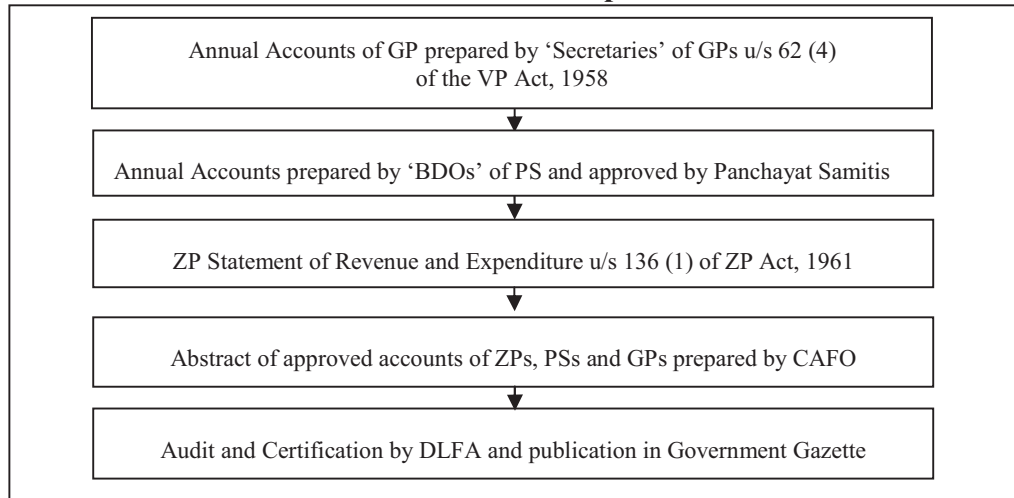 Annual Accounts of GP prepared by ‘Secretaries’ of GPs u/s 62 (4)
of the VP Act, 1958
Annual Accounts prepared by ‘BDOs’ of PS and approved by Panchayat Samitis
ZP Statement of Revenue and Expenditure u/s 136 (1) of ZP Act, 1961
Abstract of approved accounts of ZPs, PSs and GPs prepared by CAFO
Audit and Certification by DLFA and publication in Government Gazette